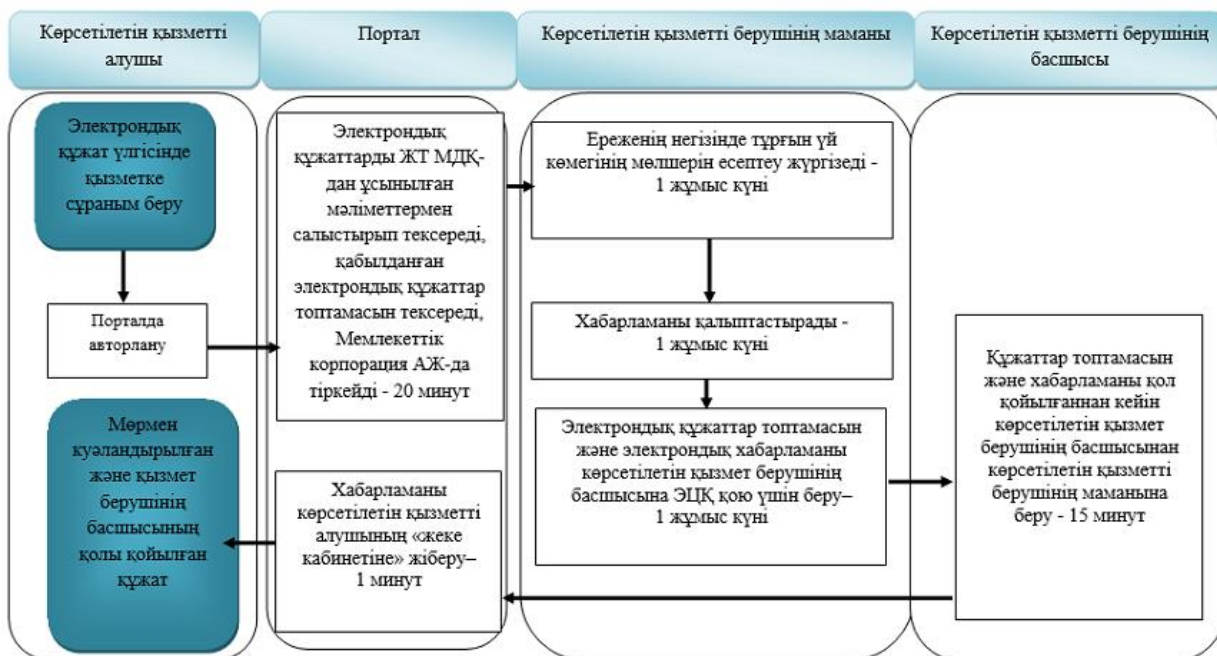 Көрсетілетін қызметті
алушы
Портал
Көрсетілетін қызметті берушінің маманы
Көрсетілетін қызметті берушінің
басшысы
Электрондық
құжат үлгісінде
қызметке
сұраным беру
Порталда
авторлану
Электрондық
құжаттарды ЖТ МДҚ-
дан ұсынылған
мәліметтермен
салыстырып тексереді,
қабылданған
электрондық құжаттар
топтамасын тексереді,
Мемлекеттік
корпорация АЖ-да
тіркейді - 20 минут
Ереженің негізінде тұрғын үй
көмегінің мөлшерін есептеу жүргізеді -
1 жұмыс күні
Хабарламаны қалыптастырады -
1 жұмыс күні
Электрондық құжаттар топтамасын
және электрондық хабарламаны
көрсетілетін қызмет берушінің
басшысына ЭЦҚ қою үшін беру–
1 жұмыс күні
Құжаттар топтамасын
және хабарламаны қол
қойылғаннан кейін
көрсетілетін қызмет
берушінің басшысынан
көрсетілетін қызметті
берушінің маманына
беру - 15 минут
Хабарламаны
көрсетілетін қызметті
алушының «жеке
кабинетіне» жіберу–
1 минут
Мөрмен
куәландырылған
және қызмет
берушінің
басшысының
қолы қойылған
құжат